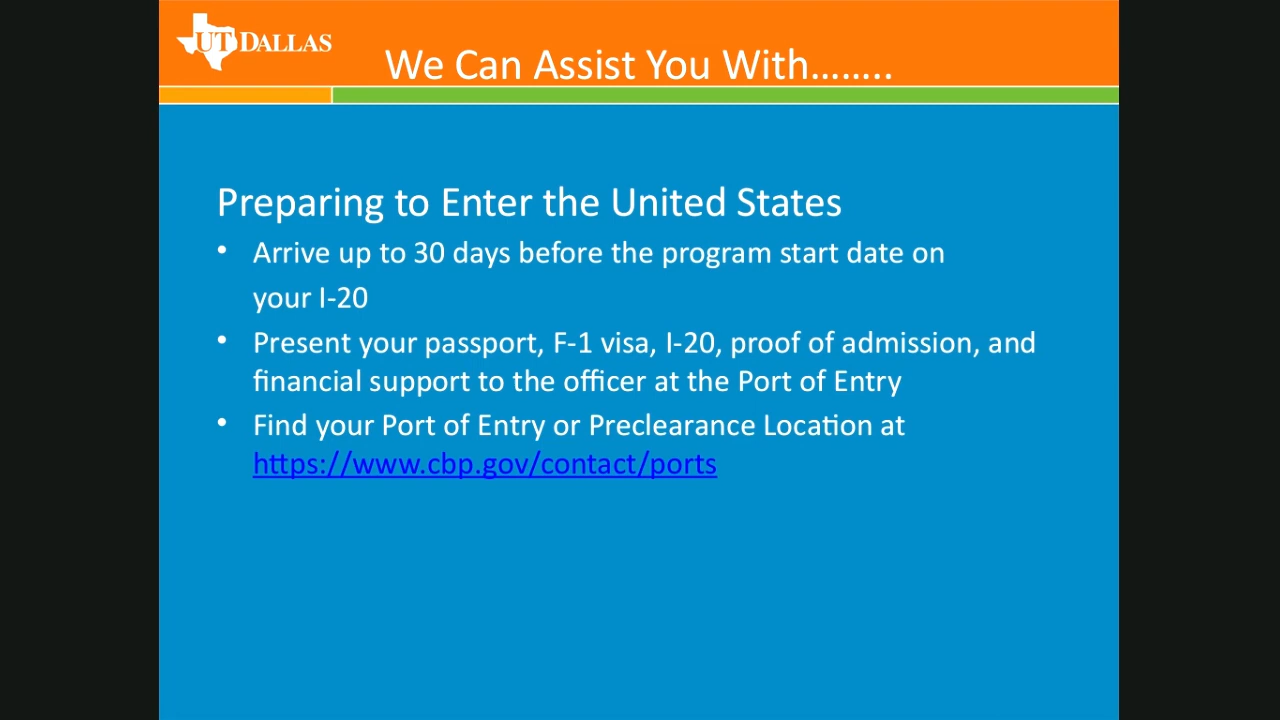 UT DALLAS
We Can Assist You With........
Preparing to Enter the United States
• Arrive up to 30 days before the program start date on
your I-20
• Present your passport, F-1 visa, I-20, proof of admission, and
financial support to the officer at the Port of Entry
• Find your Port of Entry or Preclearance Location at
https://www.cbp.gov/contact/ports